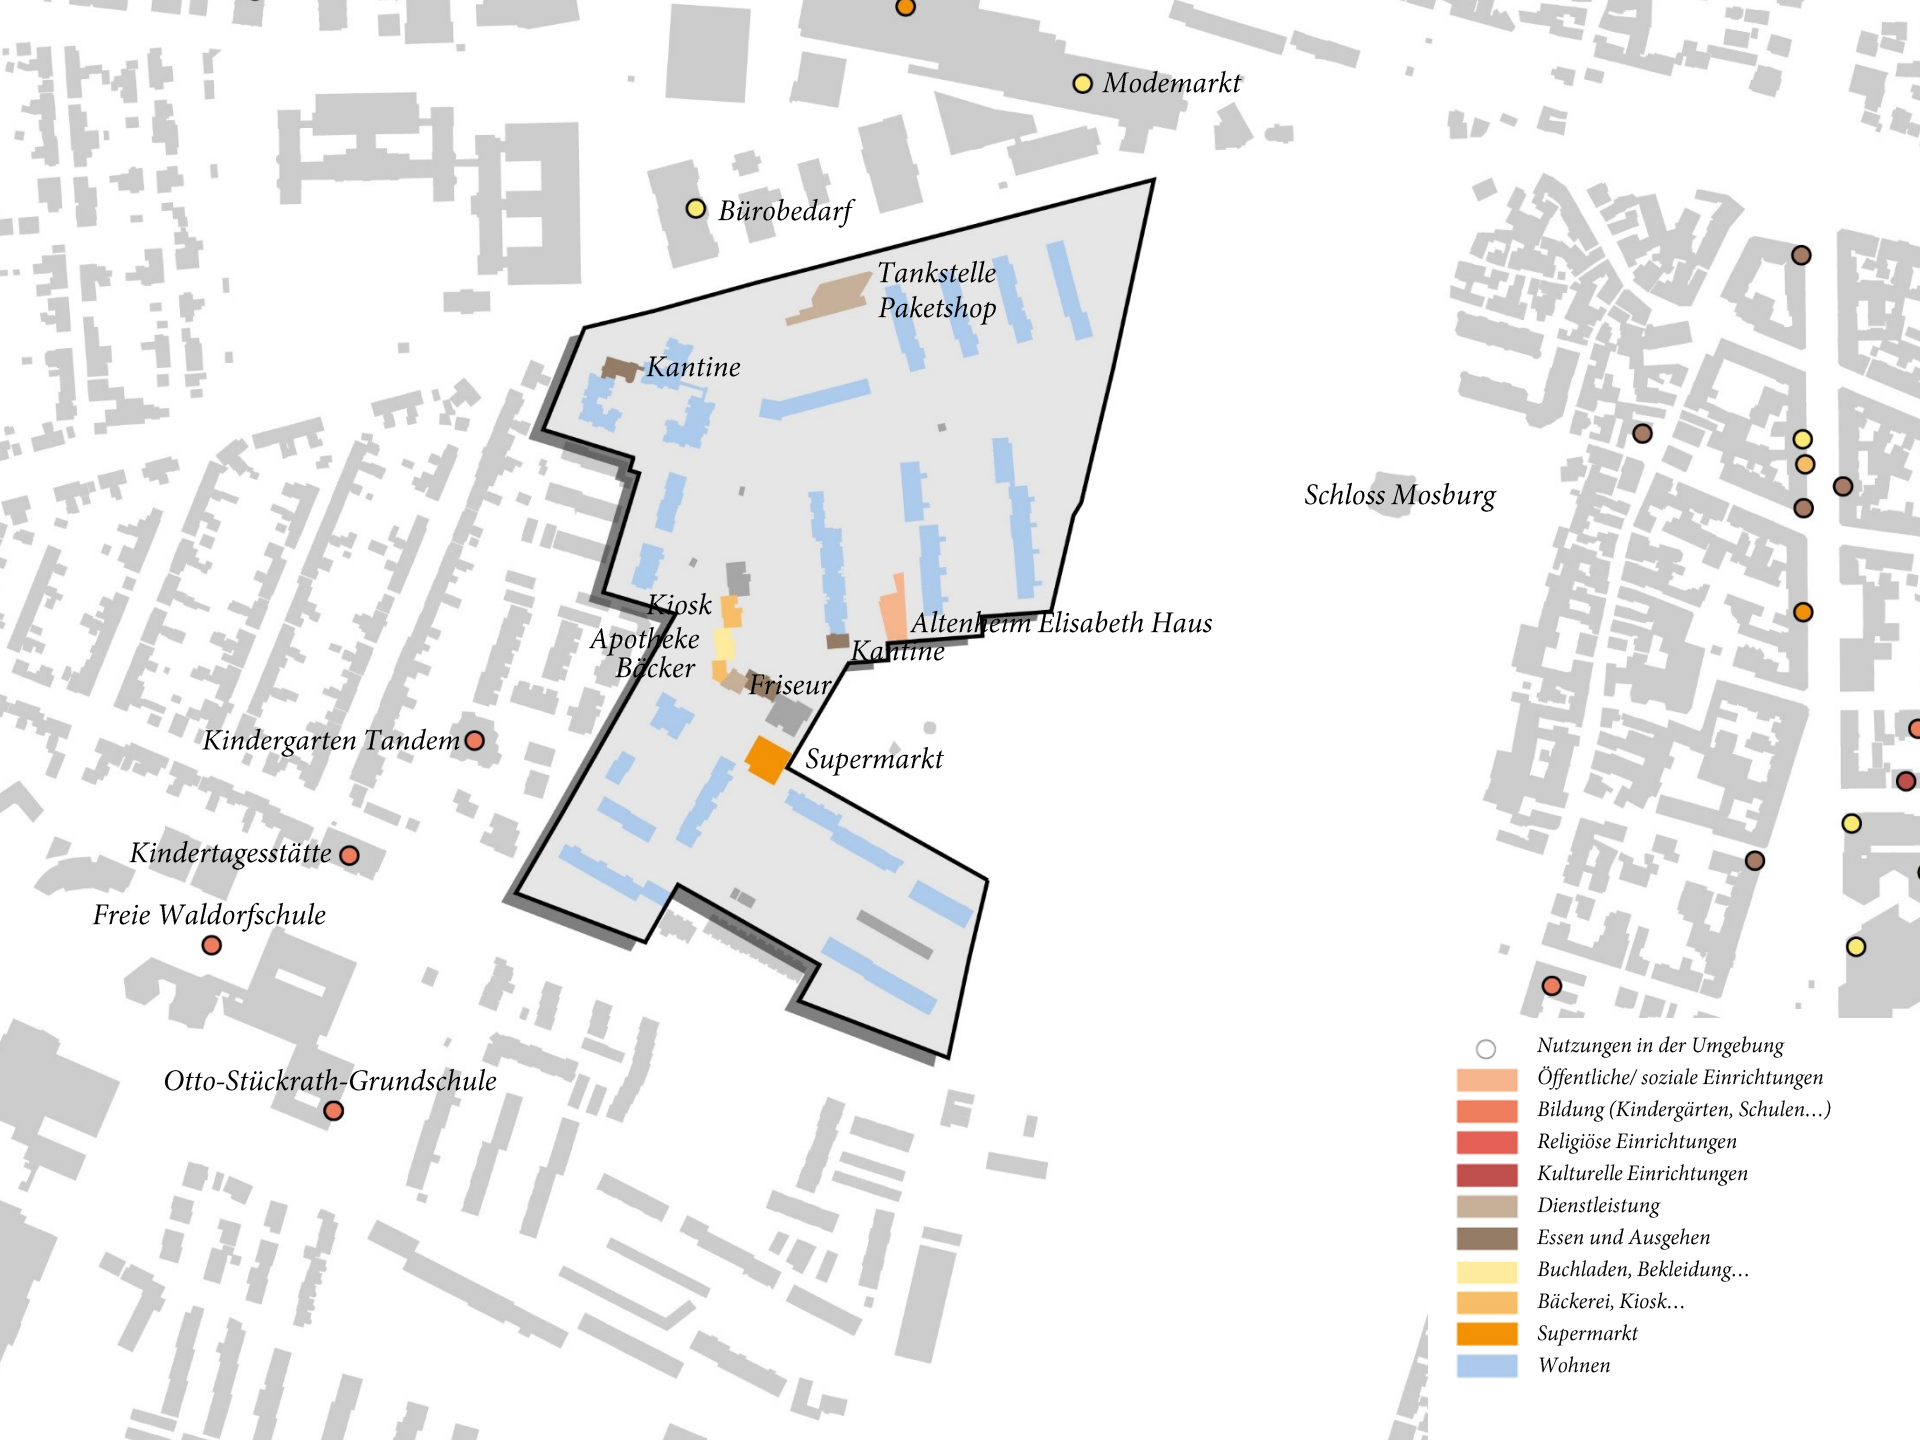 Modemarkt
Bürobedarf
Tankstelle
Paketshop
Kantine
Schloss Mosburg
Kiosk
Altenheim Elisabeth Haus
Apotheke
Kantine
Bäcker
Friseur
Kindergarten Tandem
Supermarkt
Kindertagesstätte
Freie Waldorfschule
Otto-Stückrath-Grundschule
Nutzungen in der Umgebung
Öffentliche/ soziale Einrichtungen
Bildung (Kindergärten, Schulen…)
Religiöse Einrichtungen
Kulturelle Einrichtungen
Dienstleistung
Essen und Ausgehen
Buchladen, Bekleidung…
Bäckerei, Kiosk…
Supermarkt
Wohnen